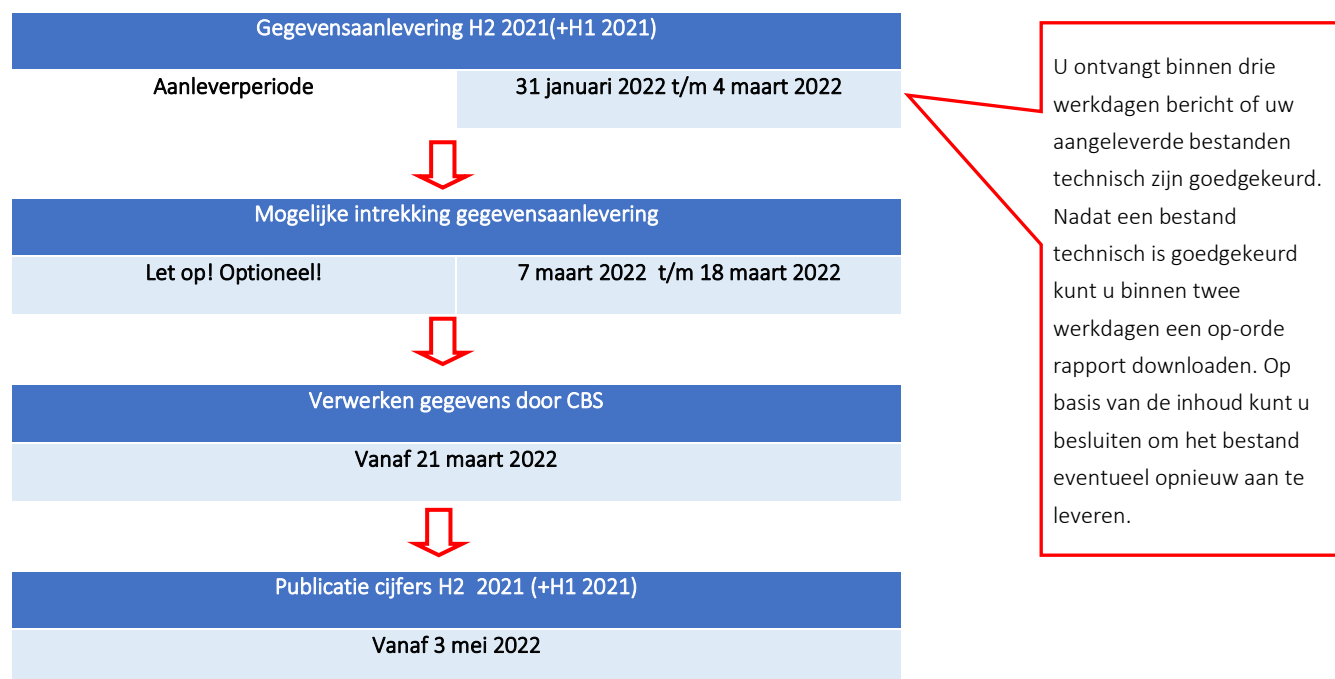 Gegevensaanlevering H2 2021(+H1 2021)
Aanleverperiode
31 januari 2022 t/m 4 maart 2022
Mogelijke intrekking gegevensaanlevering
Let op! Optioneel!
7 maart 2022  t/m 18 maart 2022
Verwerken gegevens door CBS
Vanaf 21 maart 2022
Publicatie cijfers H2  2021 (+H1 2021)
Vanaf 3 mei 2022
U ontvangt binnen drie
werkdagen bericht of uw
aangeleverde bestanden
technisch zijn goedgekeurd.
Nadat een bestand
technisch is goedgekeurd
kunt u binnen twee
werkdagen een op-orde
rapport downloaden. Op
basis van de inhoud kunt u
besluiten om het bestand
eventueel opnieuw aan te
leveren.